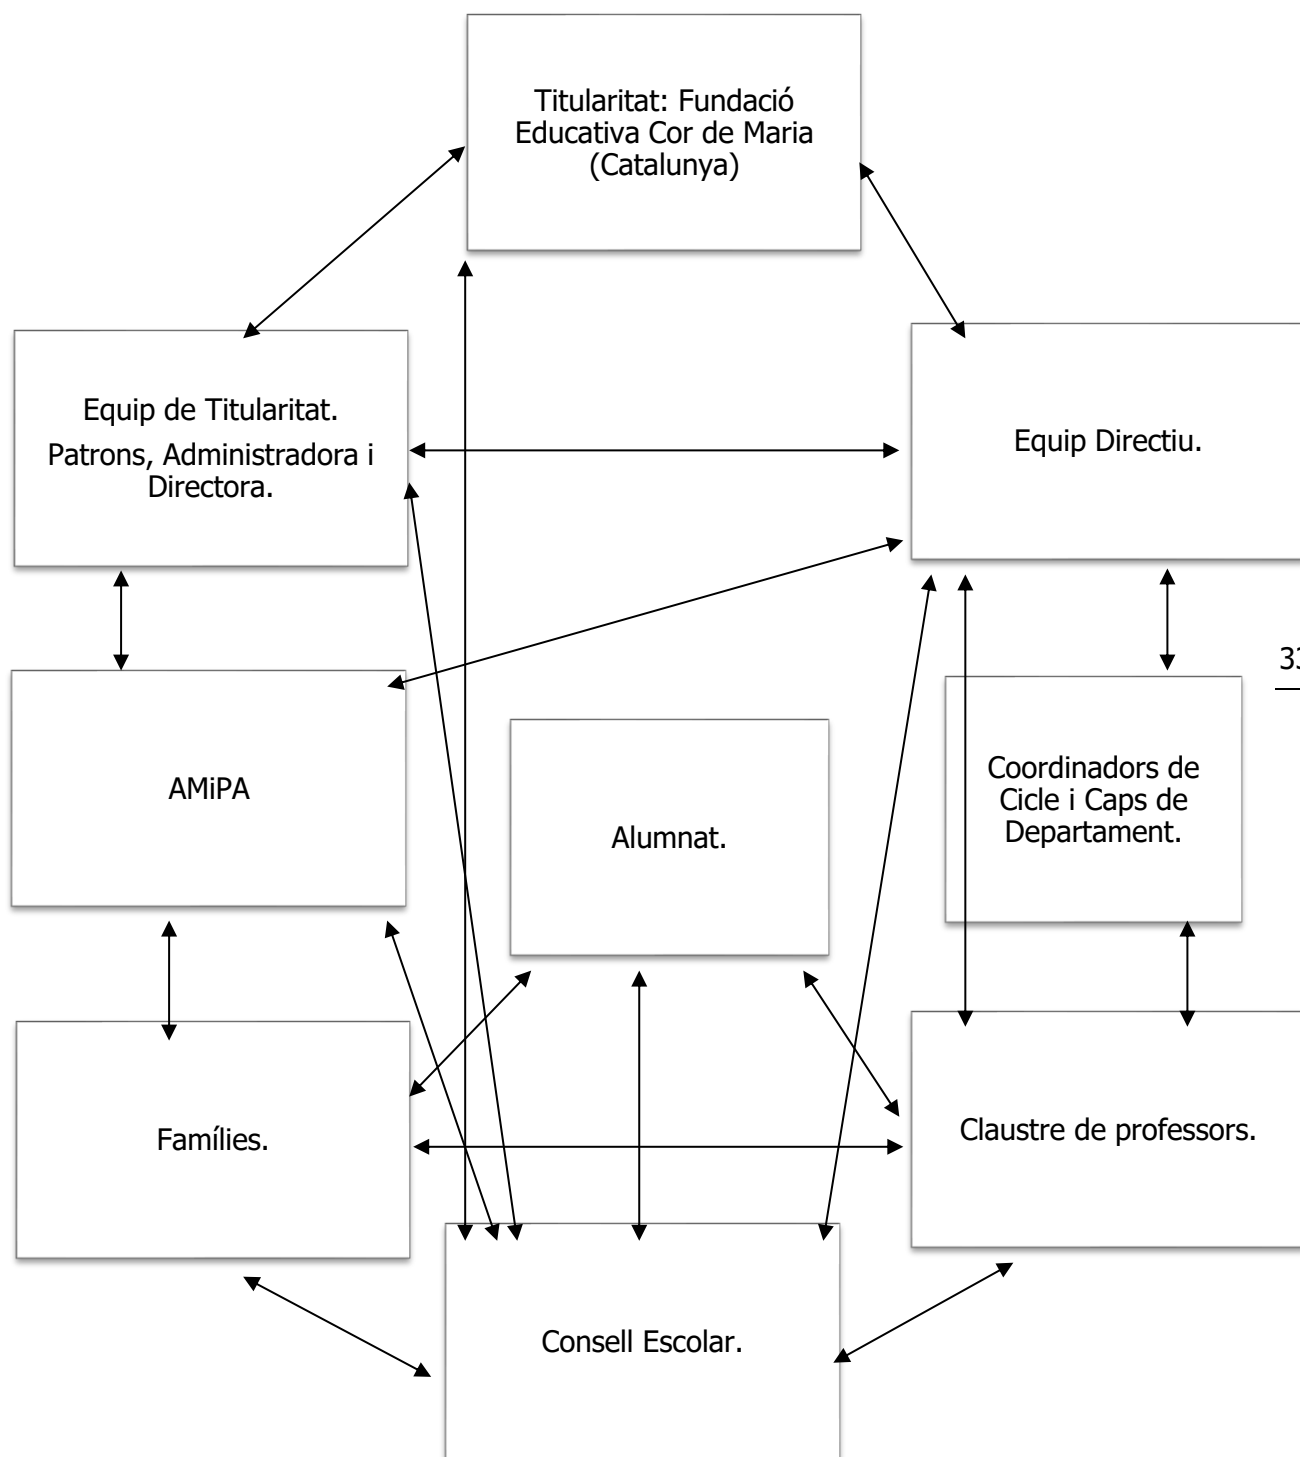 Titularitat: Fundació
Educativa Cor de Maria
(Catalunya)
Equip de Titularitat.
Patrons, Administradora i
Directora.
Equip Directiu.
33
AMiPA
Alumnat.
Coordinadors de
Cicle i Caps de
Departament.
Famílies.
Claustre de professors.
Consell Escolar.